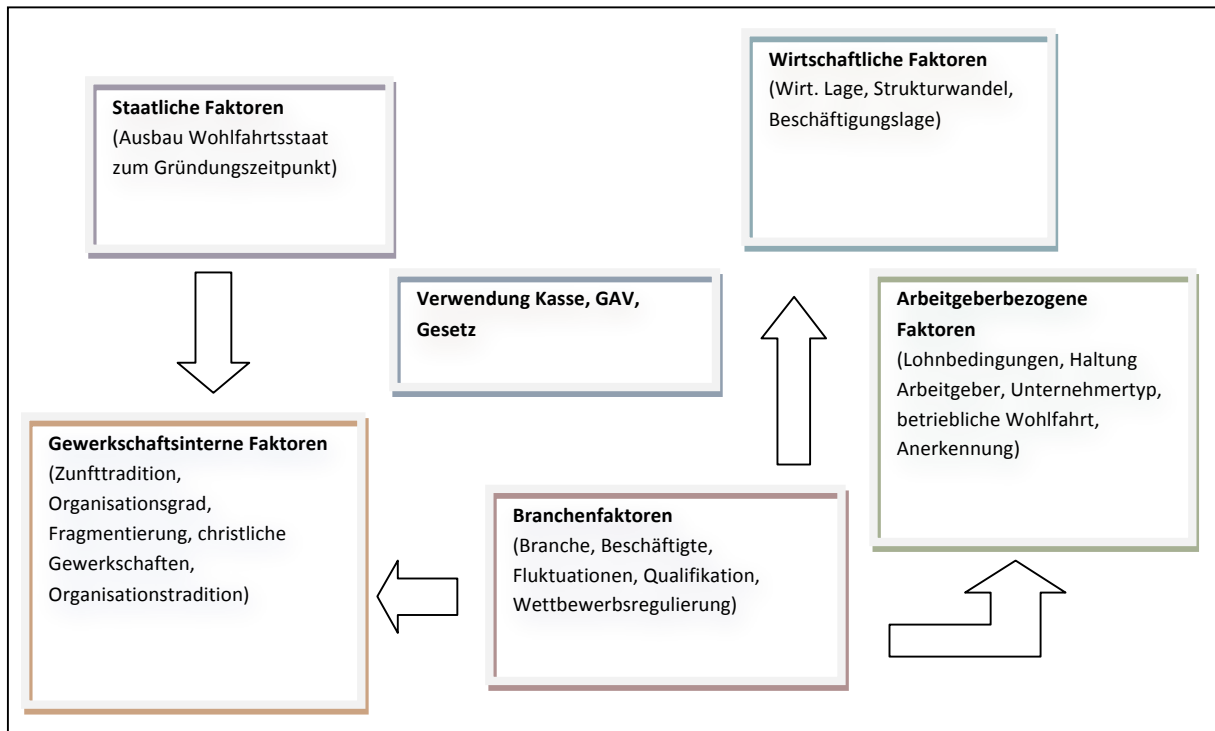 Staatliche Faktoren
(Ausbau Wohlfahrtsstaat
zum Gründungszeitpunkt)
Wirtschaftliche Faktoren
(Wirt. Lage, Strukturwandel,
Beschäftigungslage)
Verwendung Kasse, GAV,
Gesetz
Arbeitgeberbezogene
Faktoren
(Lohnbedingungen, Haltung
Arbeitgeber, Unternehmertyp,
betriebliche Wohlfahrt,
Anerkennung)
Gewerkschaftsinterne Faktoren
(Zunfttradition,
Organisationsgrad,
Fragmentierung, christliche
Gewerkschaften,
Organisationstradition)
Branchenfaktoren
(Branche, Beschäftigte,
Fluktuationen, Qualifikation,
Wettbewerbsregulierung)